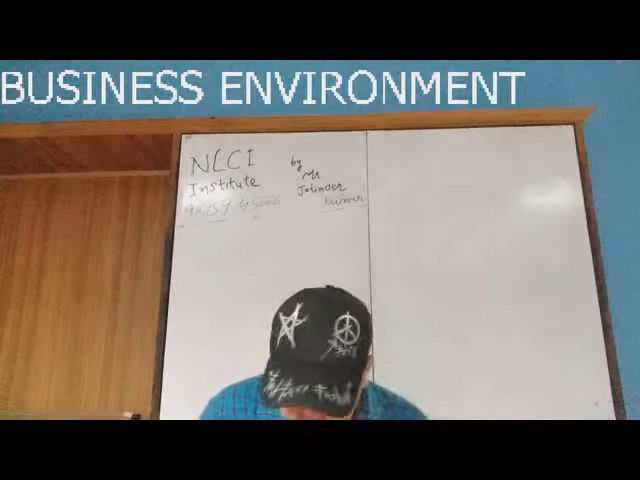 BUSINESS ENVIRONMENT
NLCI
Institute
by
Mr
Jatinder
Kumar